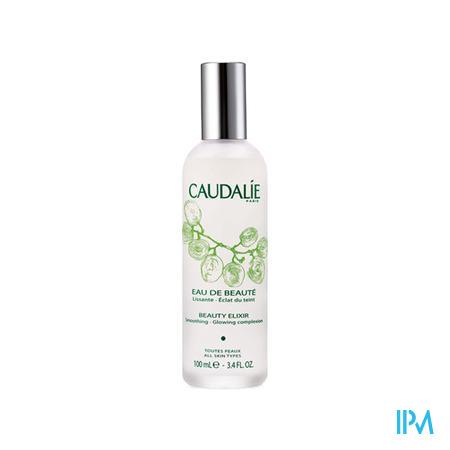 CAUDALÍE
PARIS
EAU DE BEAUTÉ
Lissante - Éclat du teint
BEAUTY ELIXIR
Smoothing - Glowing complexion
TOUTES PEAUX
ALL SKIN TYPES
100 mL e - 3.4 FL. OZ.
IPM